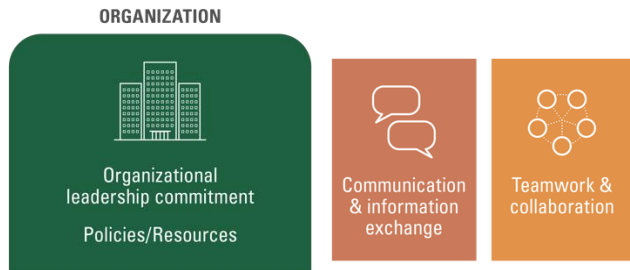 ORGANIZATION
Organizational
leadership commitment
Policies/Resources
Communication
& information
exchange
Teamwork &
collaboration